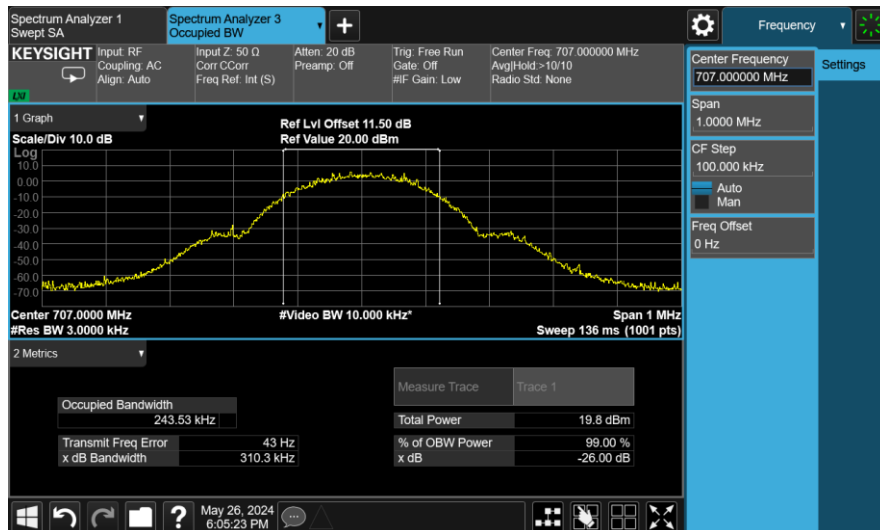 Spectrum Analyzer 1
Swept SA
Spectrum Analyzer 3
Occupied BW
Frequency
KEYSIGHT
Input: RF
Coupling: AC
Align: Auto
Input Z: 50 Ω
Corr CCorr
Freq Ref: Int (S)
Atten: 20 dB
Preamp: Off
Trig: Free Run
Gate: Off
#IF Gain: Low
Center Freq: 707.000000 MHz
Avg|Hold:>10/10
Radio Std: None
LXI
Center Frequency
707.000000 MHz
Settings
Span
1.0000 MHz
CF Step
100.000 kHz
Auto
Man
Freq Offset
0 Hz
1 Graph
Scale/Div 10.0 dB
Ref Lvl Offset 11.50 dB
Ref Value 20.00 dBm
Log
10.0
0.00
-10.0
-20.0
-30.0
-40.0
-50.0
-60.0
-70.0
Center 707.0000 MHz
#Video BW 10.000 kHz*
Span 1 MHz
#Res BW 3.0000 kHz
Sweep 136 ms (1001 pts)
2 Metrics
Measure Trace
Trace 1
Occupied Bandwidth
243.53 kHz
Total Power
19.8 dBm
Transmit Freq Error
43 Hz
% of OBW Power
99.00 %
x dB Bandwidth
310.3 kHz
x dB
-26.00 dB
?
May 26, 2024
6:05:23 PM